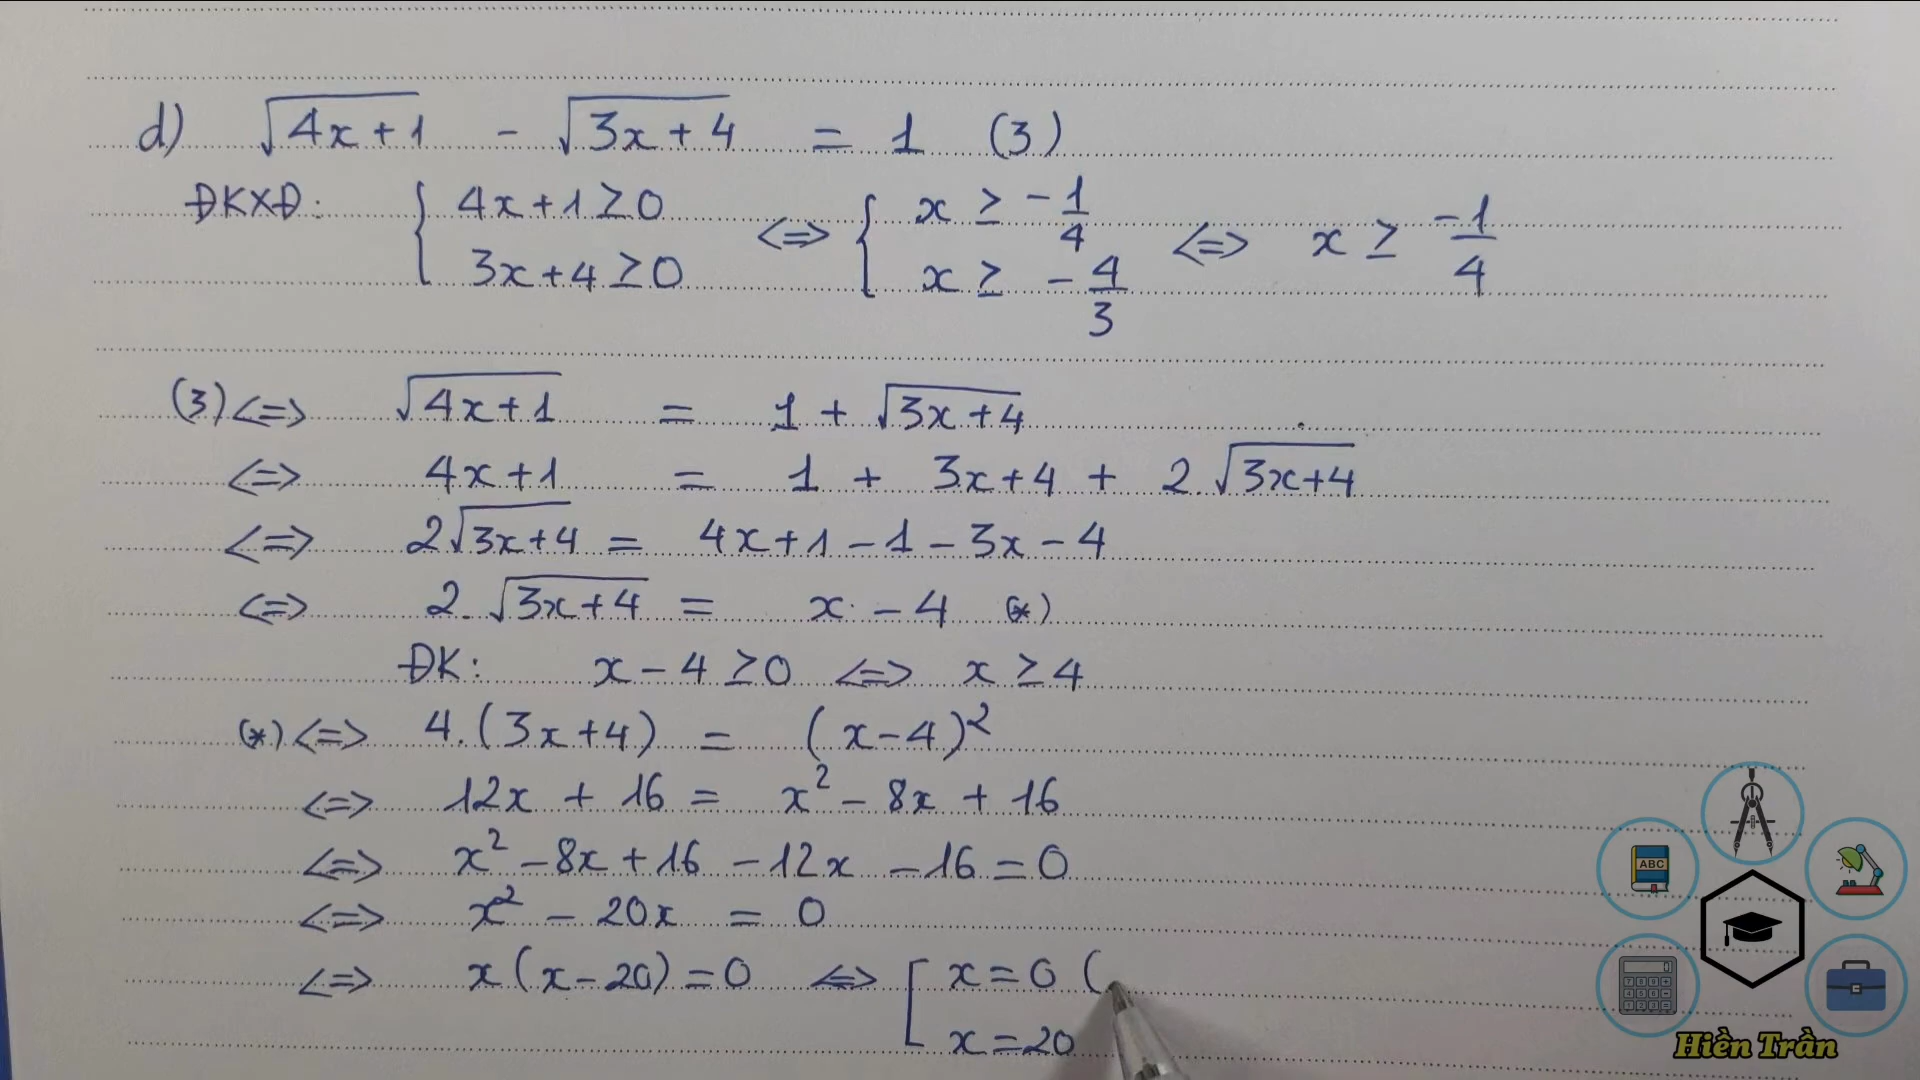 d) √(4x+1) - √(3x+4) = 1 (3)
ĐKXĐ: { 4x+1 ≥ 0 ; 3x+4 ≥ 0 <=> { x ≥ -1/4 ; x ≥ -4/3 <=> x ≥ -1/4
(3) <=> √(4x+1) = 1 + √(3x+4)
<=> 4x+1 = 1 + 3x+4 + 2.√(3x+4)
<=> 2√(3x+4) = 4x+1-1-3x-4
<=> 2.√(3x+4) = x - 4 (*)
ĐK: x-4 ≥ 0 <=> x ≥ 4
(*) <=> 4.(3x+4) = (x-4)²
<=> 12x + 16 = x² - 8x + 16
<=> x² - 8x + 16 - 12x - 16 = 0
<=> x² - 20x = 0
<=> x(x-20) = 0 <=> [ x = 0 (
x = 20
ABC
Hiền Trần